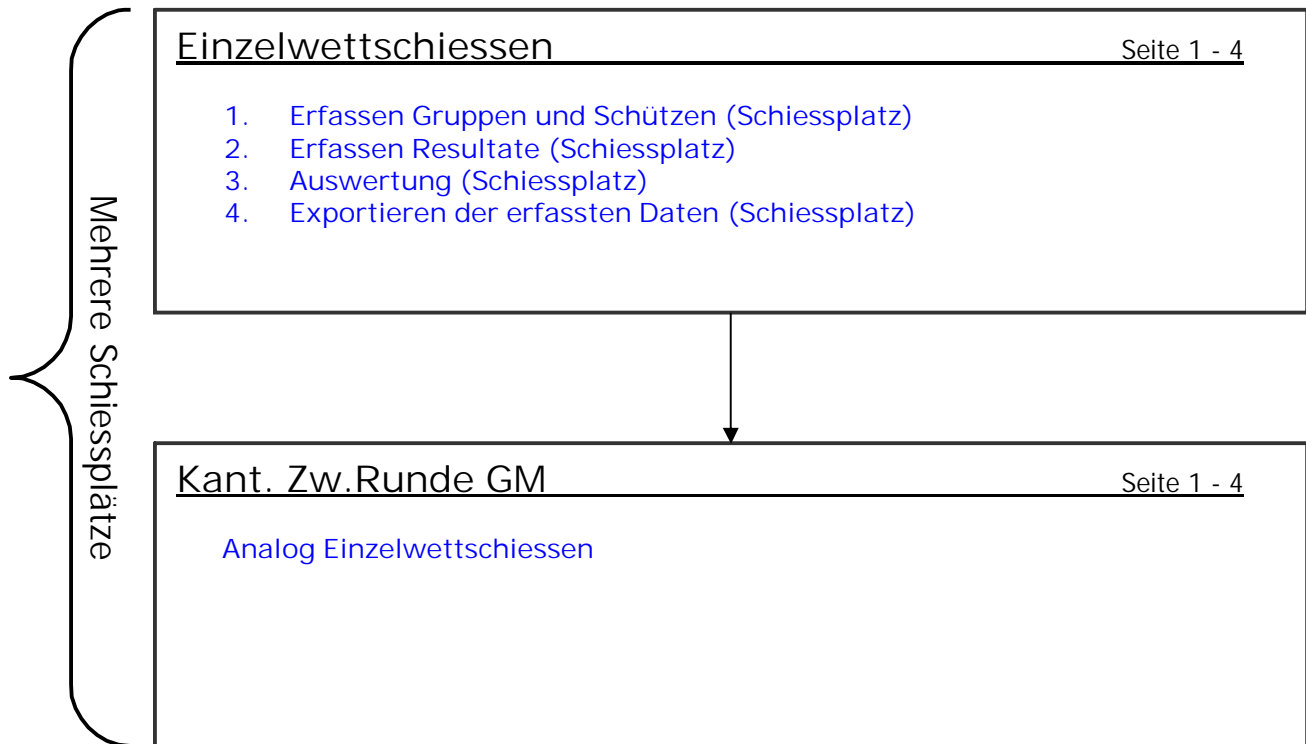 Mehrere Schiessplätze
Einzelwettschiessen Seite 1 - 4
1. Erfassen Gruppen und Schützen (Schiessplatz)
2. Erfassen Resultate (Schiessplatz)
3. Auswertung (Schiessplatz)
4. Exportieren der erfassten Daten (Schiessplatz)
Kant. Zw.Runde GM Seite 1 - 4
Analog Einzelwettschiessen